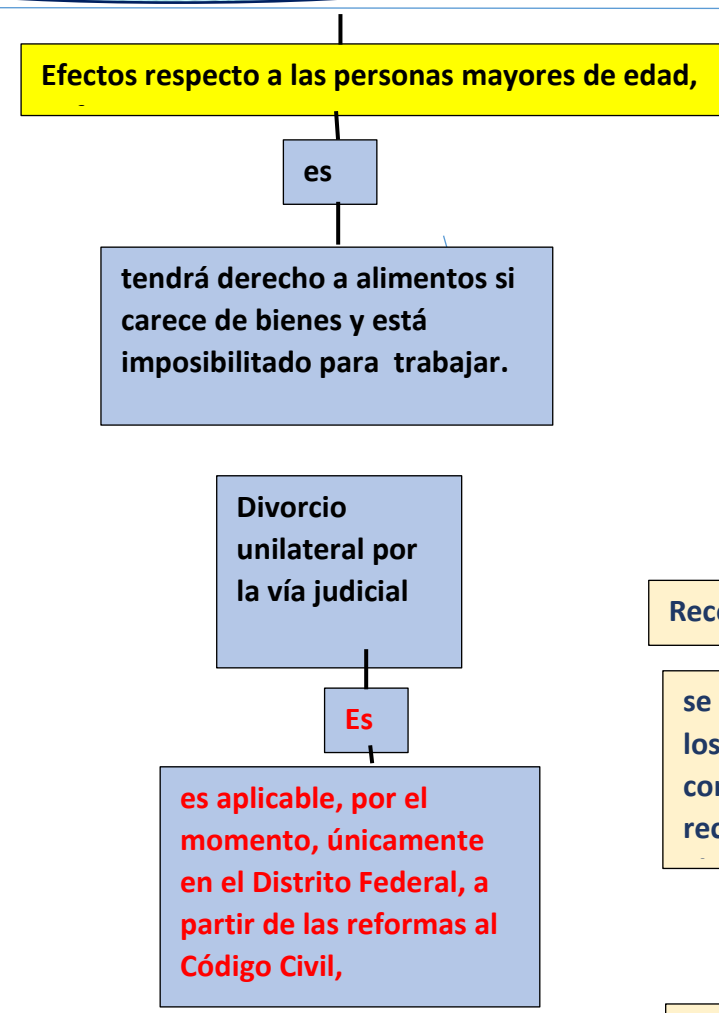 Efectos respecto a las personas mayores de edad,
es
tendrá derecho a alimentos si
carece de bienes y está
imposibilitado para trabajar.
Divorcio
unilateral por
la vía judicial
Es
es aplicable, por el
momento, únicamente
en el Distrito Federal, a
partir de las reformas al
Código Civil,
se
los